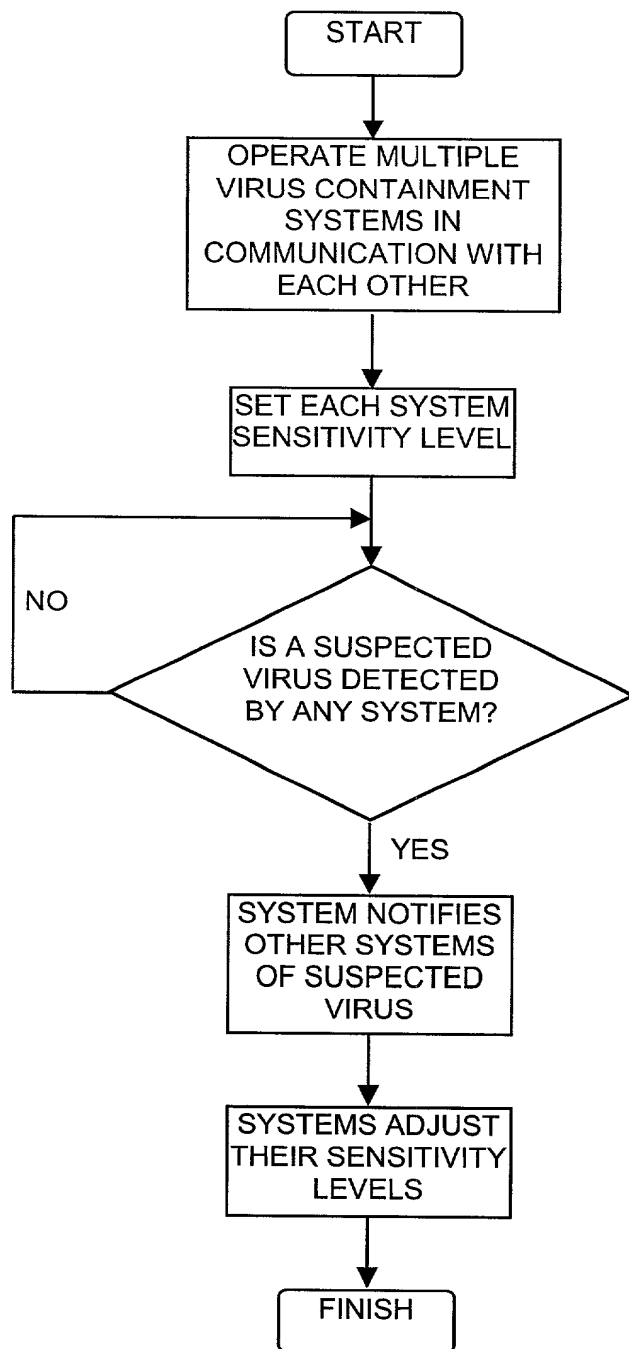 START
OPERATE MULTIPLE
VIRUS CONTAINMENT
SYSTEMS IN
COMMUNICATION WITH
EACH OTHER
SET EACH SYSTEM
SENSITIVITY LEVEL
NO
IS A SUSPECTED
VIRUS DETECTED
BY ANY SYSTEM?
YES
SYSTEM NOTIFIES
OTHER SYSTEMS
OF SUSPECTED
VIRUS
SYSTEMS ADJUST
THEIR SENSITIVITY
LEVELS
FINISH